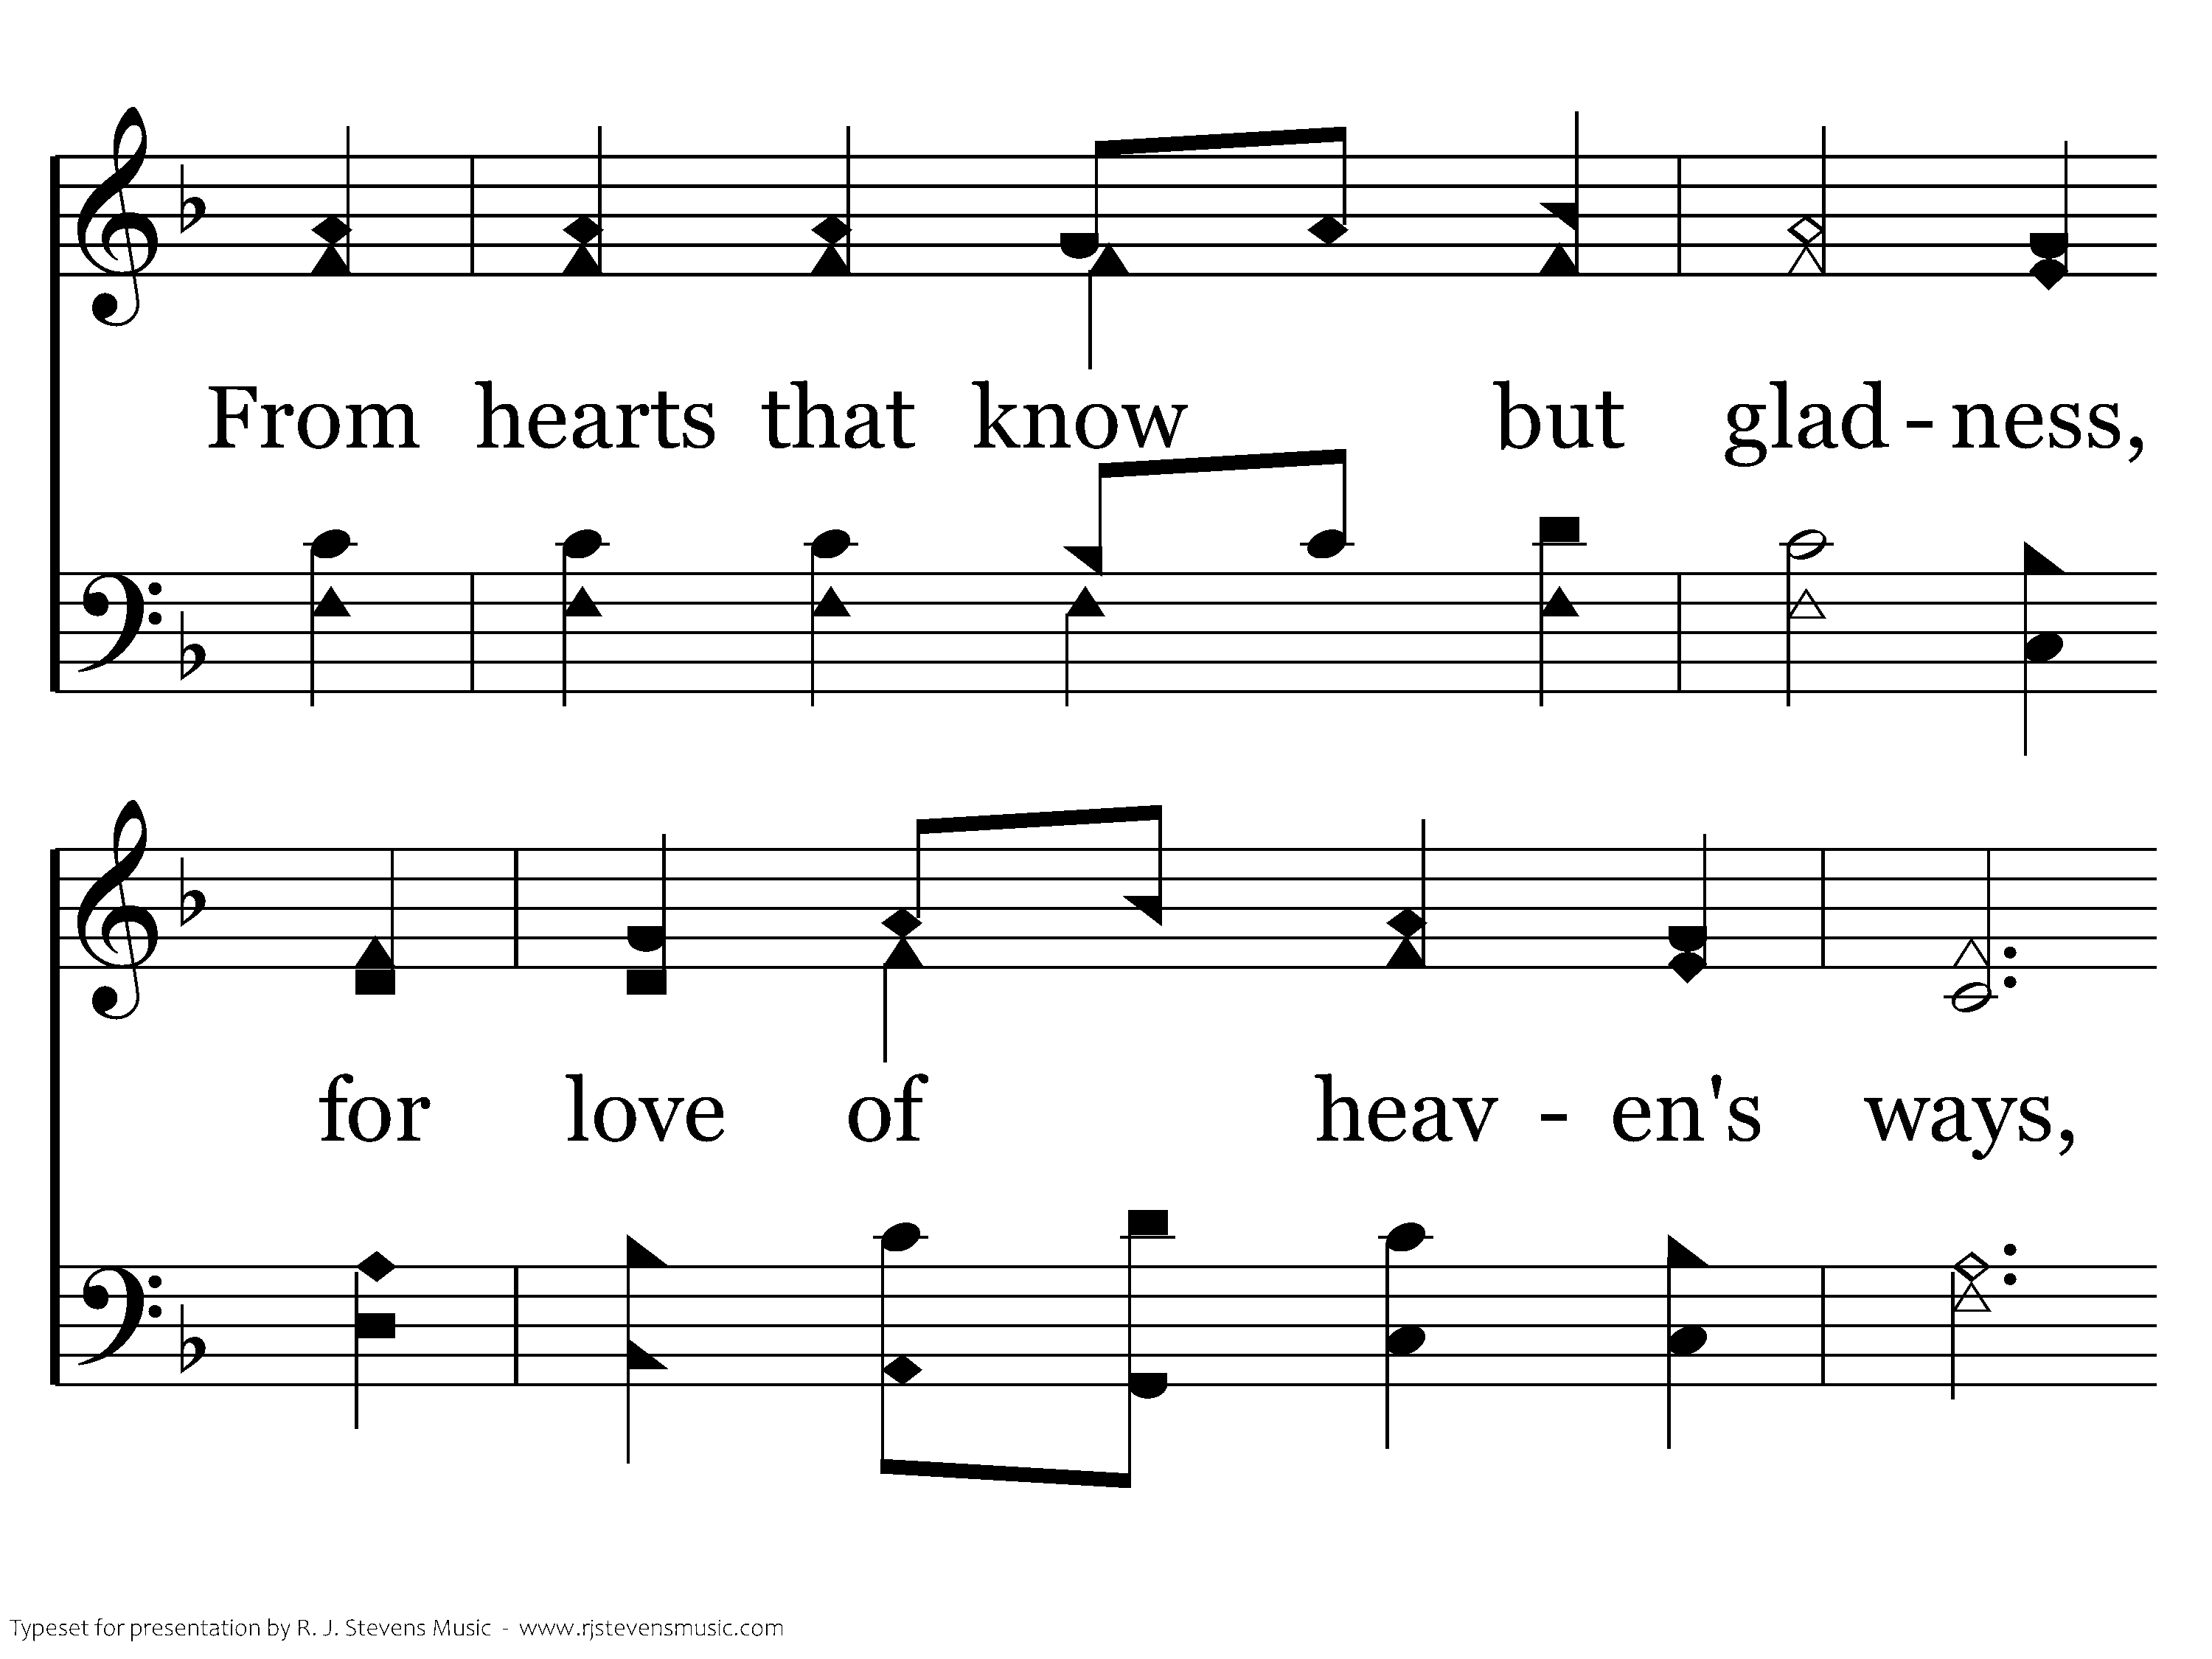 From hearts that know but glad - ness,
for love of heav - en's ways,
Typeset for presentation by R. J. Stevens Music - www.rjstevensmusic.com